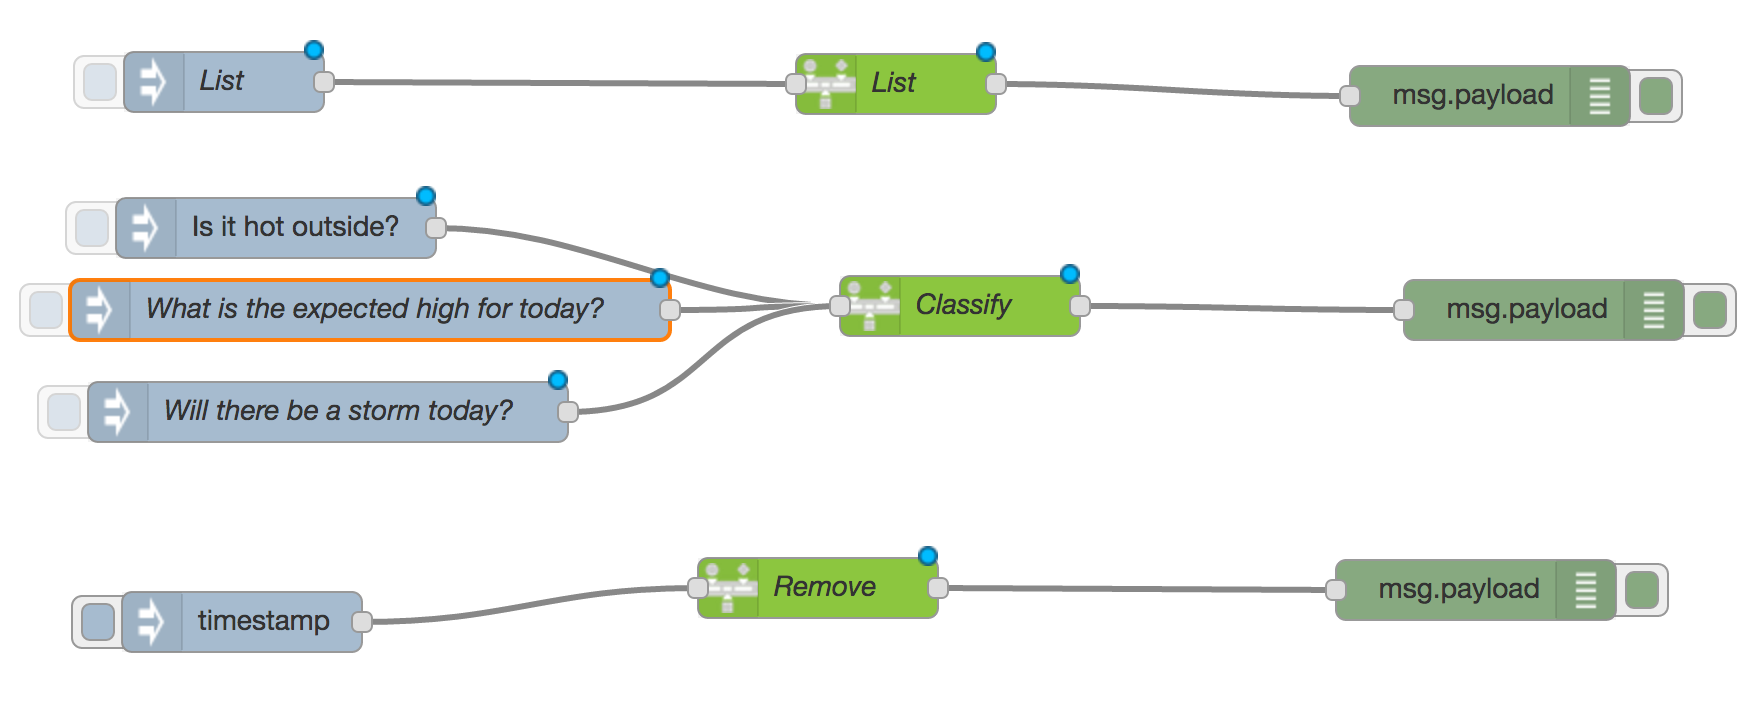 List
List
msg.payload
Is it hot outside?
What is the expected high for today?
Classify
msg.payload
Will there be a storm today?
Remove
msg.payload
timestamp